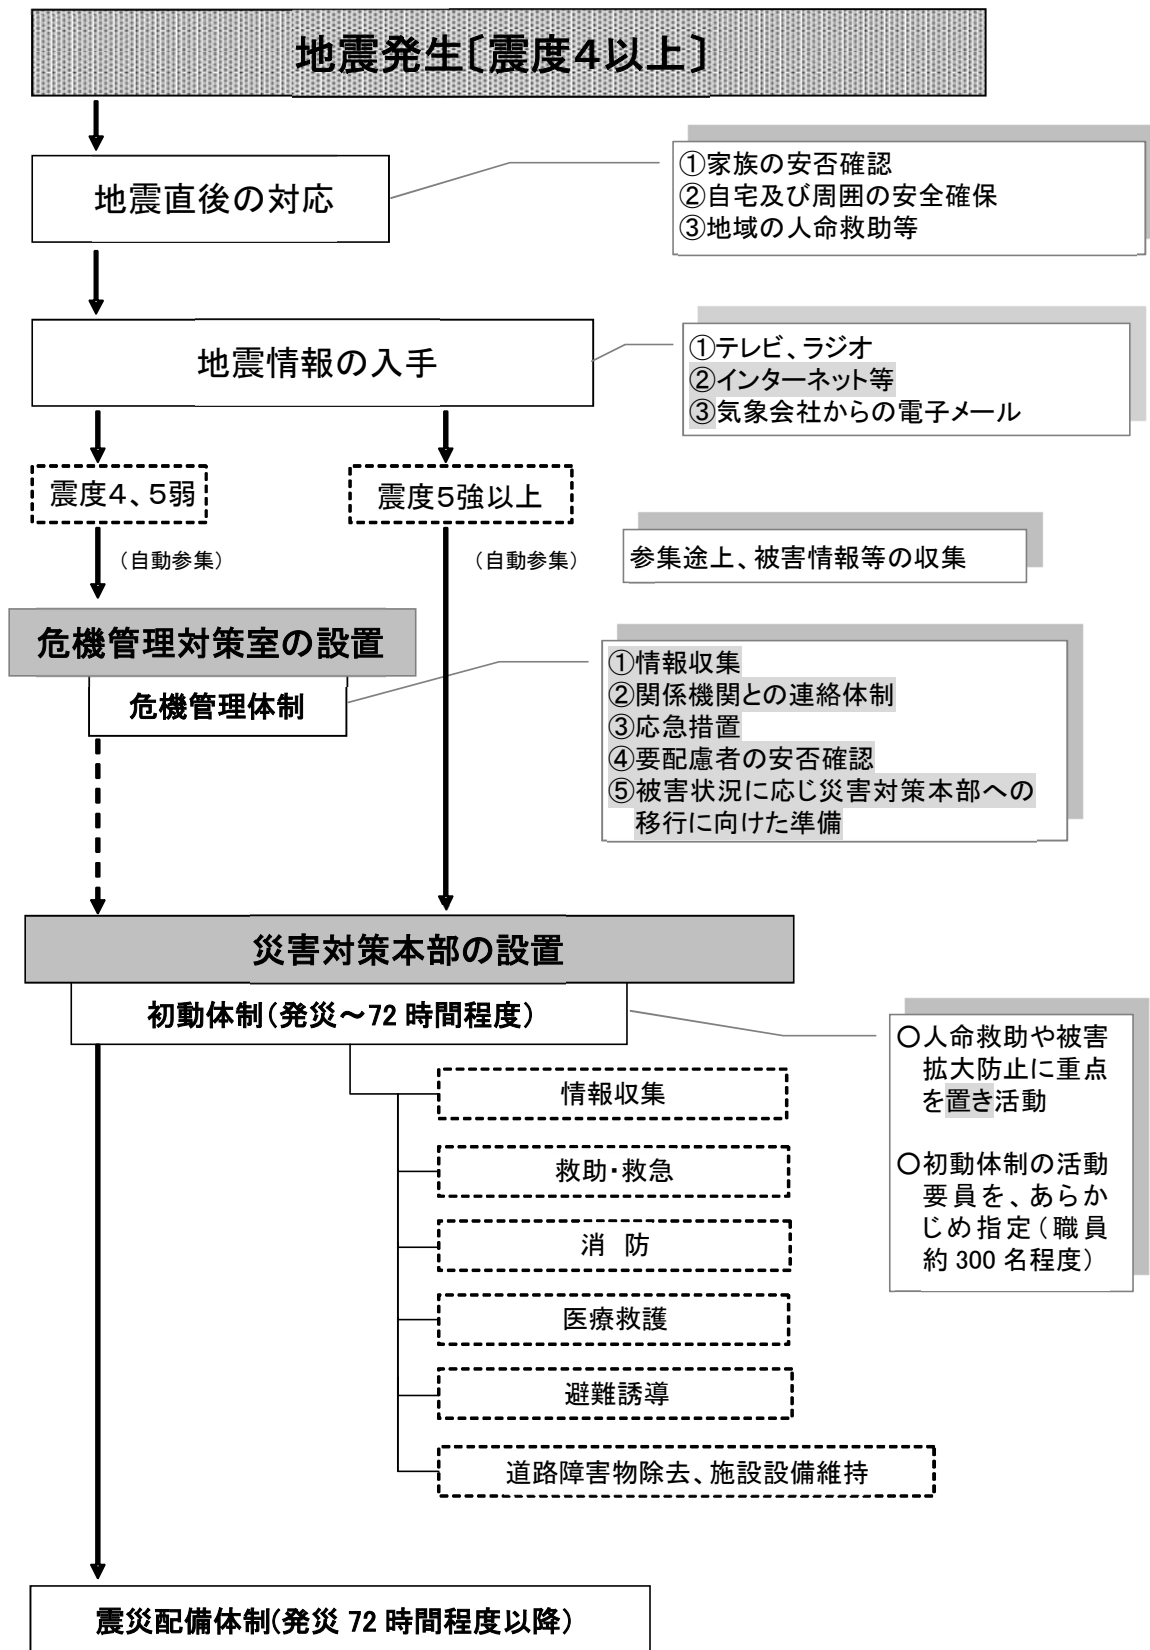 地震発生〔震度４以上〕
地震直後の対応
①家族の安否確認
②自宅及び周囲の安全確保
③地域の人命救助等
地震情報の入手
①テレビ、ラジオ
②インターネット等
③気象会社からの電子メール
震度４、５弱
震度５強以上
（自動参集）
（自動参集）
参集途上、被害情報等の収集
危機管理対策室の設置
危機管理体制
①情報収集
②関係機関との連絡体制
③応急措置
④要配慮者の安否確認
⑤被害状況に応じ災害対策本部への
移行に向けた準備
災害対策本部の設置
初動体制（発災～72 時間程度）
○人命救助や被害
拡大防止に重点
を置き活動
○初動体制の活動
要員を、あらか
じめ指定（職員
約 300 名程度）
情報収集
救助・救急
消 防
医療救護
避難誘導
道路障害物除去、施設設備維持
震災配備体制(発災 72 時間程度以降)